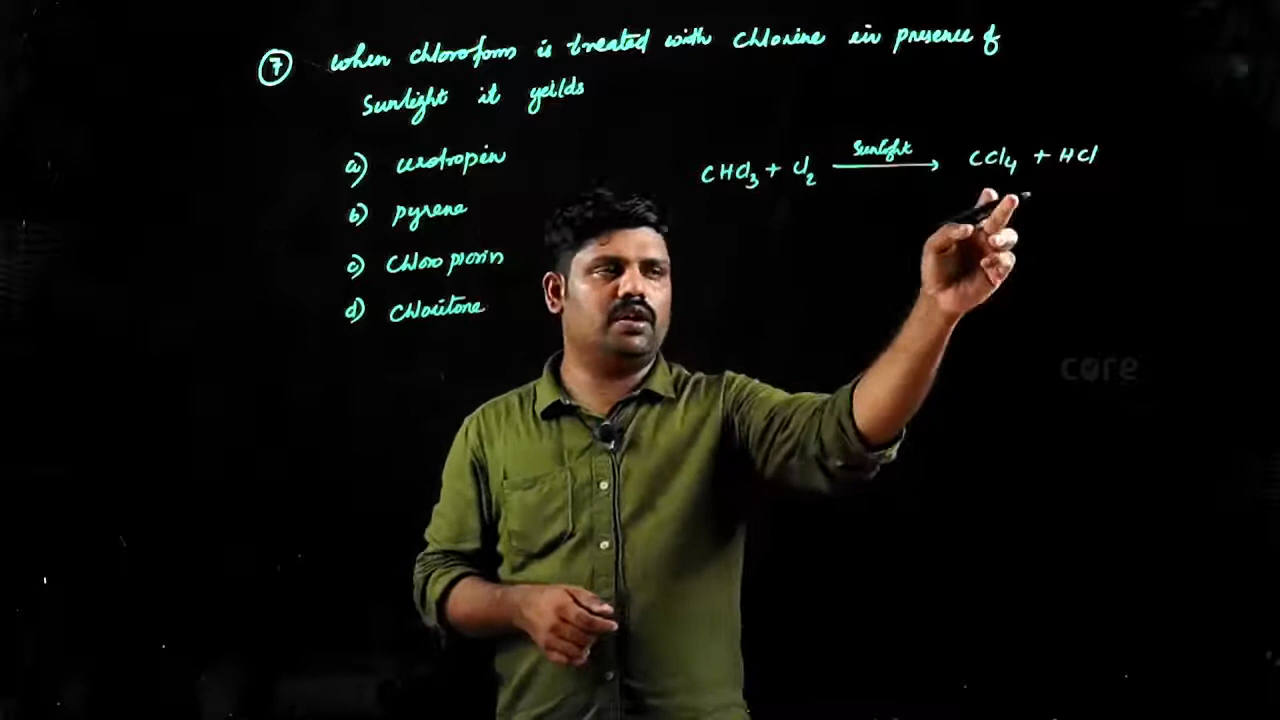 7 when chloroform is treated with chlorine in presence of
Sunlight it yeilds
a) urotropin
b) pyrene
c) Chloropicrin
d) Chloritone
CHCl3 + Cl2 Sunlight → CCl4 + HCl
core